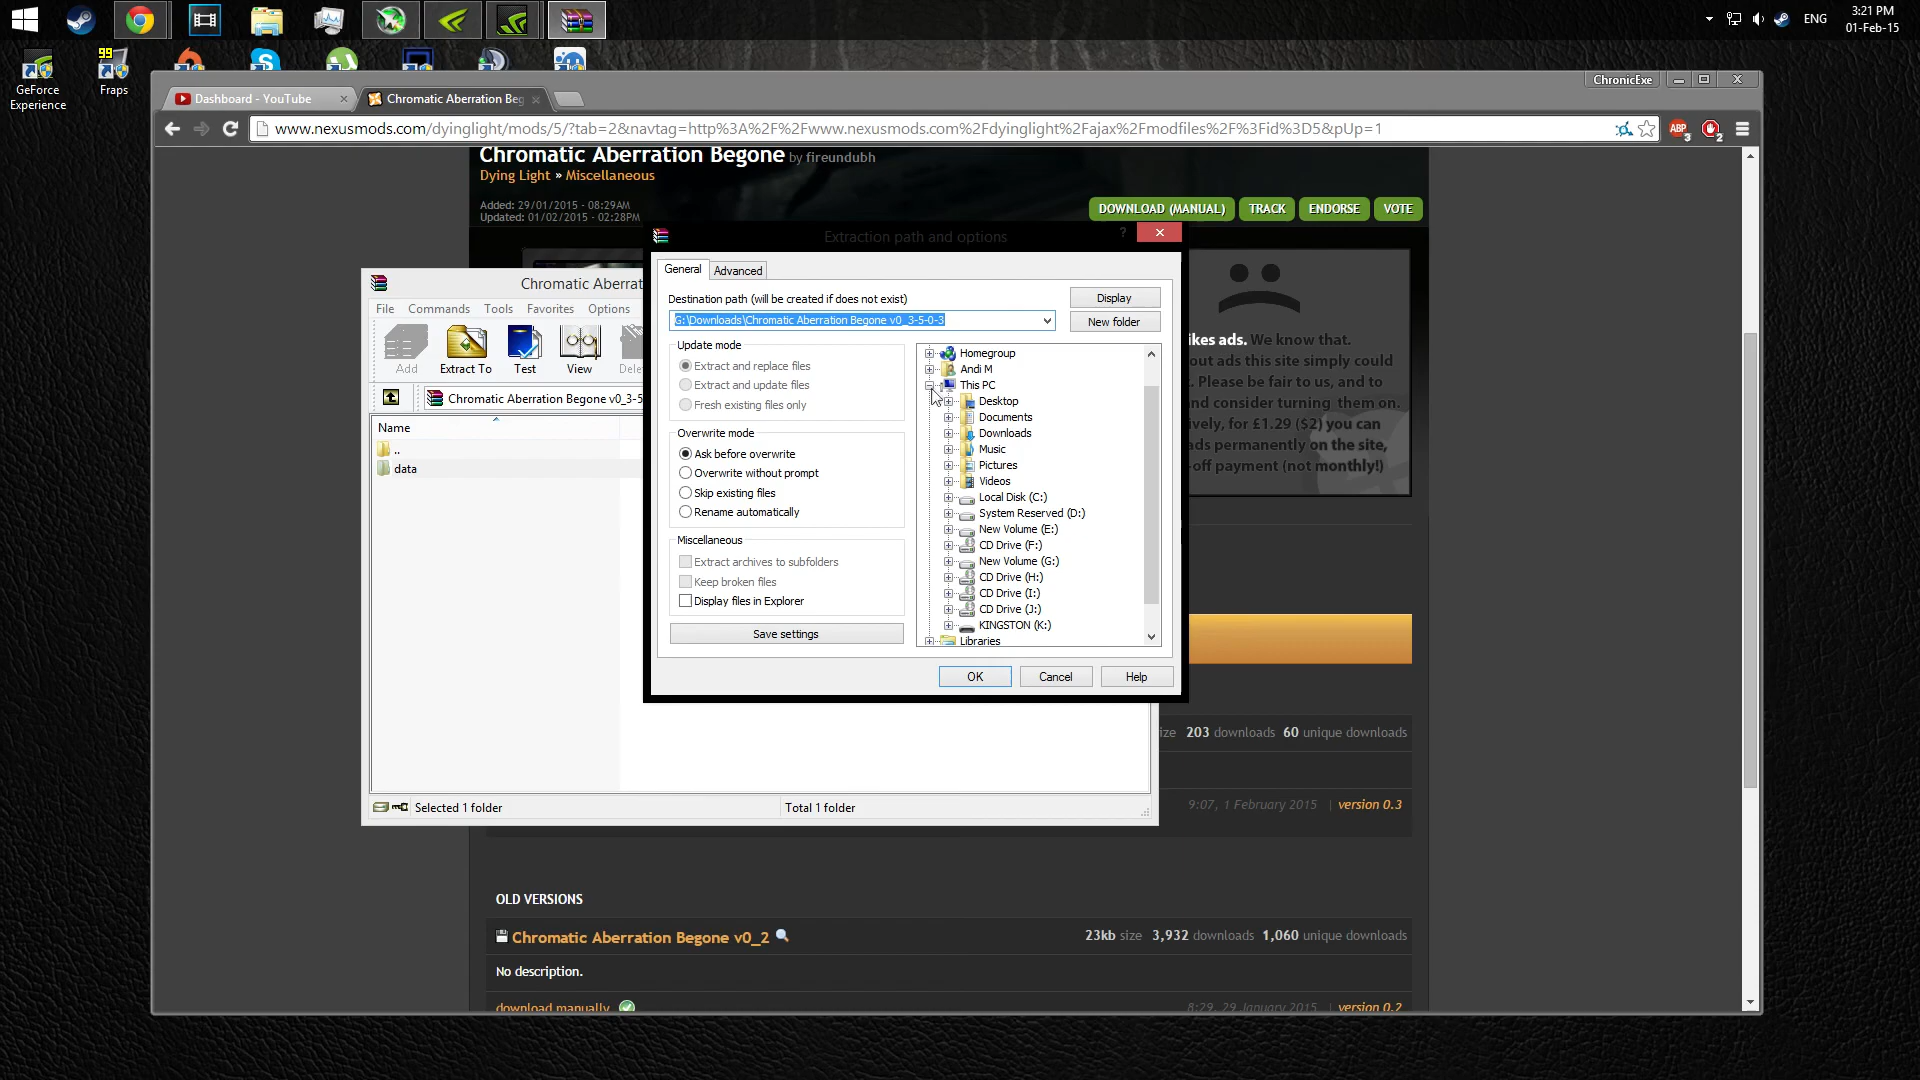 3:21 PM
ENG
01-Feb-15
GeForce
Experience
99
Fraps
ChronicExe
Dashboard - YouTube
Chromatic Aberration Beg
www.nexusmods.com/dyinglight/mods/5/?tab=2&navtag=http%3A%2F%2Fwww.nexusmods.com%2Fdyinglight%2Fajax%2Fmodfiles%2F%3Fid%3D5&pUp=1
ABP
3
2
Chromatic Aberration Begone by fireundubh
Dying Light » Miscellaneous
Added: 29/01/2015 - 08:29AM
Updated: 01/02/2015 - 02:28PM
DOWNLOAD (MANUAL)
TRACK
ENDORSE
VOTE
Extraction path and options
?
General
Advanced
Destination path (will be created if does not exist)
Display
G:\Downloads\Chromatic Aberration Begone v0_3-5-0-3
New folder
Update mode
Extract and replace files
Extract and update files
Fresh existing files only
Overwrite mode
Ask before overwrite
Overwrite without prompt
Skip existing files
Rename automatically
Miscellaneous
Extract archives to subfolders
Keep broken files
Display files in Explorer
Save settings
Homegroup
Andi M
This PC
Desktop
Documents
Downloads
Music
Pictures
Videos
Local Disk (C:)
System Reserved (D:)
New Volume (E:)
CD Drive (F:)
New Volume (G:)
CD Drive (H:)
CD Drive (I:)
CD Drive (J:)
KINGSTON (K:)
Libraries
OK
Cancel
Help
Chromatic Aberrat
File
Commands
Tools
Favorites
Options
Add
Extract To
Test
View
Delet
Chromatic Aberration Begone v0_3-5
Name
..
data
Selected 1 folder
Total 1 folder
ikes ads. We know that.
out ads this site simply could
. Please be fair to us, and to
and consider turning them on.
ively, for £1.29 ($2) you can
ads permanently on the site,
-off payment (not monthly!)
ize 203 downloads 60 unique downloads
9:07, 1 February 2015 | version 0.3
OLD VERSIONS
Chromatic Aberration Begone v0_2
23kb size 3,932 downloads 1,060 unique downloads
No description.
download manually
8:29, 29 January 2015 | version 0.2